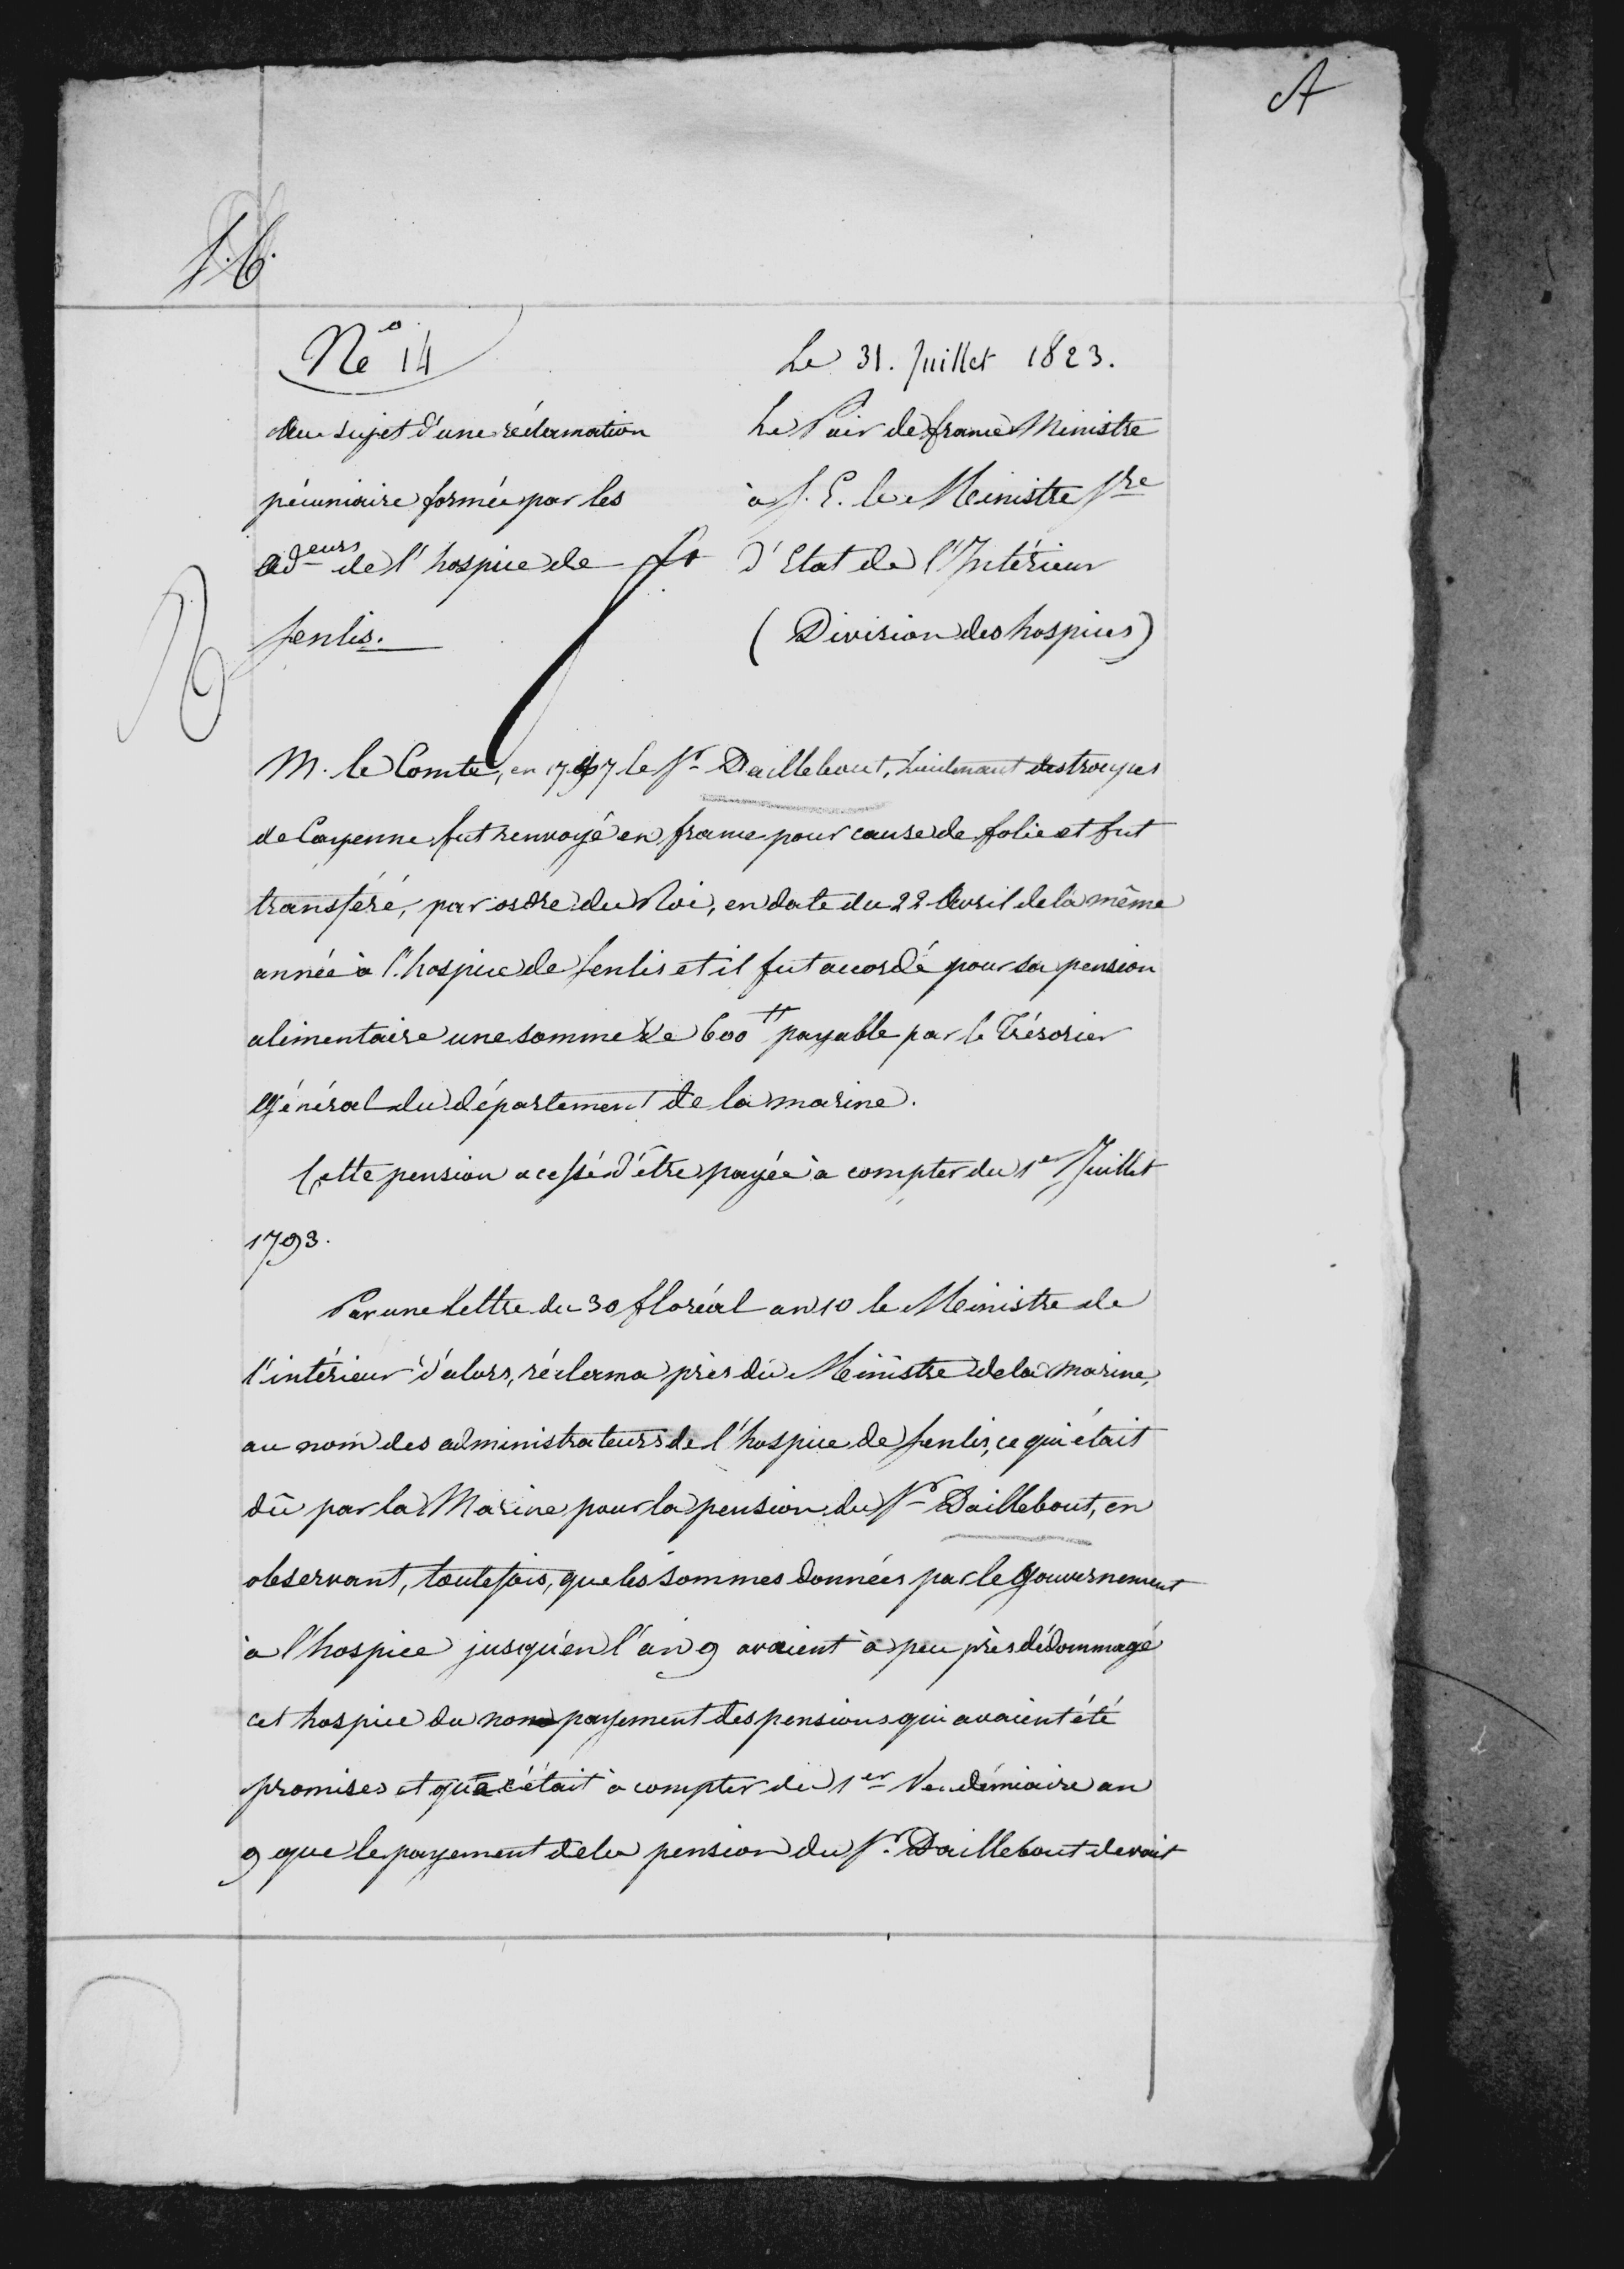 A
N° 14
Au sujet d'une réclamation
pécuniaire formée par les
ad.eurs de l'hospice de
Senlis.
Le 31. Juillet 1823.
Le Pair de france Ministre
à S. E. le Ministre Sre
d'Etat de l'Intérieur
(Division des hospices)
M. le Comte, en 1767 le Sr Daillebout, Lieutenant des troupes
de Cayenne fut renvoyé en france pour cause de folie et fut
transféré, par ordre du Roi, en date du 22 Avril de la même
année à l'hospice de Senlis et il fut accordé pour sa pension
alimentaire une somme de 600 tt payable par le Trésorier
Général du département de la marine.
Cette pension a cessé d'être payée à compter du 1er Juillet
1793.
Par une lettre du 30 floréal an 10 le Ministre de
l'intérieur d'alors, réclama près du Ministre de la marine,
au nom des administrateurs de l'hospice de Senlis, ce qui était
dû par la Marine pour la pension du Sr Daillebout, en
observant, toutefois, que les sommes données par le Gouvernement
à l'hospice jusqu'en l'an 9 avaient à peu près dédommagé
cet hospice du non payement des pensions qui avaient été
promises et que c'était à compter du 1er Vendémiaire an
9 que le payement de la pension du Sr. Daillebout devait